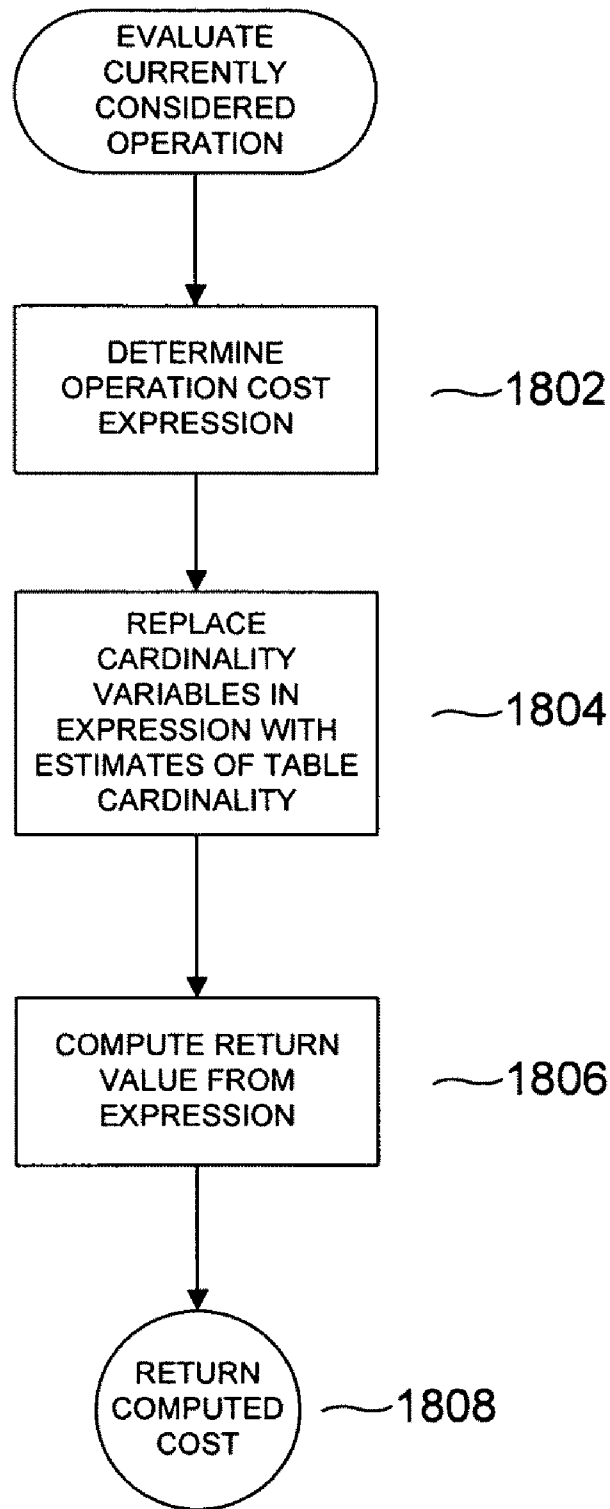 EVALUATE
CURRENTLY
CONSIDERED
OPERATION
DETERMINE
OPERATION COST
EXPRESSION
1802
REPLACE
CARDINALITY
VARIABLES IN
EXPRESSION WITH
ESTIMATES OF TABLE
CARDINALITY
1804
COMPUTE RETURN
VALUE FROM
EXPRESSION
1806
RETURN
COMPUTED
COST
1808